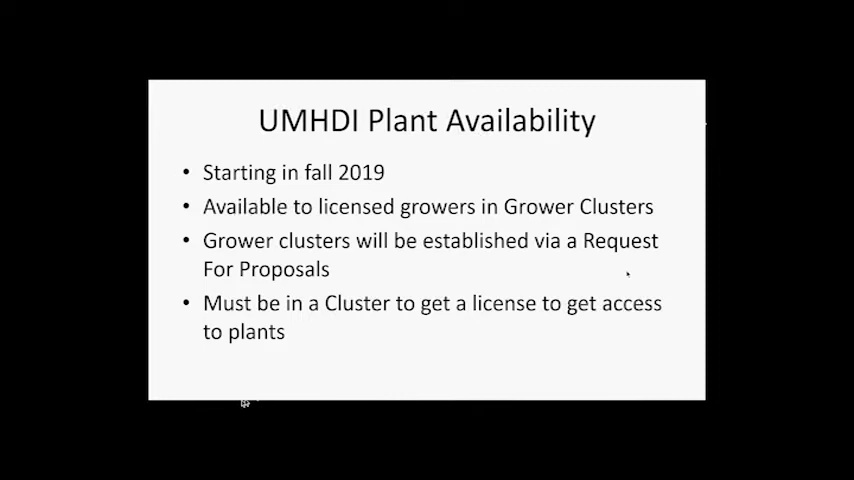 UMHDI Plant Availability
• Starting in fall 2019
• Available to licensed growers in Grower Clusters
• Grower clusters will be established via a Request
For Proposals
• Must be in a Cluster to get a license to get access
to plants